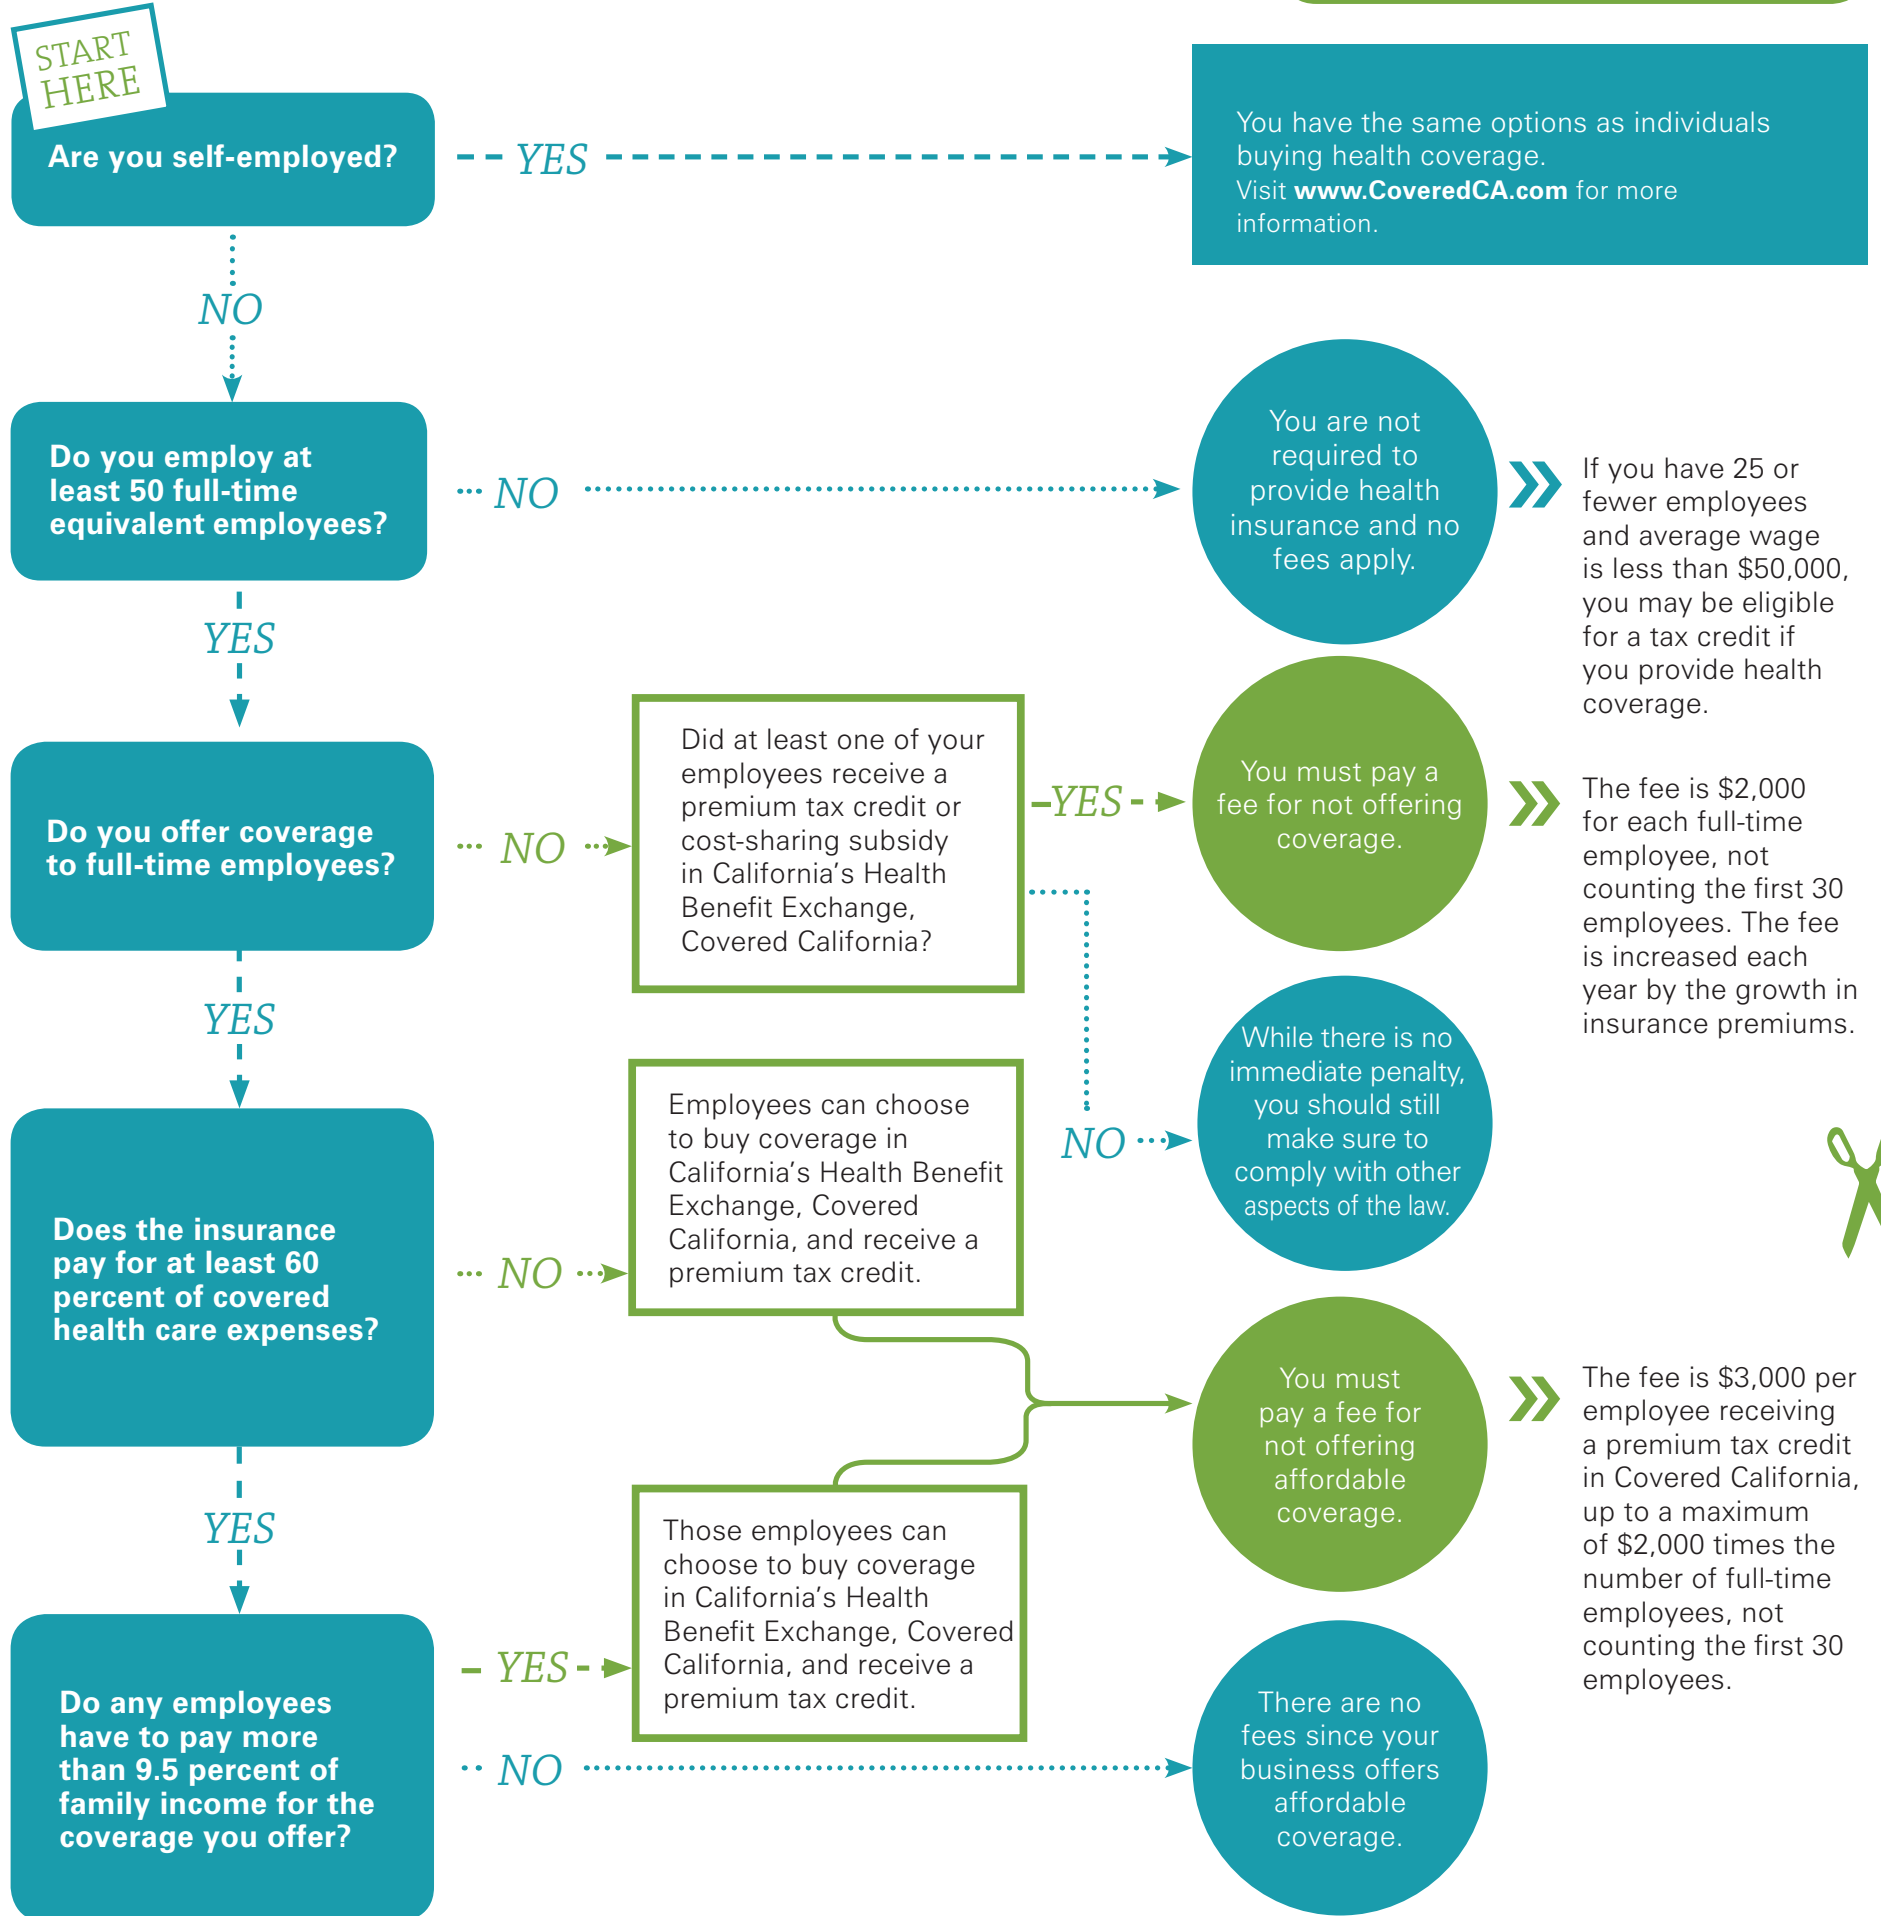 START
HERE
Are you self-employed?
YES
You have the same options as individuals
buying health coverage.
Visit www.CoveredCA.com for more
information.
NO
Do you employ at
least 50 full-time
equivalent employees?
NO
You are not
required to
provide health
insurance and no
fees apply.
If you have 25 or
fewer employees
and average wage
is less than $50,000,
you may be eligible
for a tax credit if
you provide health
coverage.
YES
Do you offer coverage
to full-time employees?
NO
Did at least one of your
employees receive a
premium tax credit or
cost-sharing subsidy
in California's Health
Benefit Exchange,
Covered California?
YES
You must pay a
fee for not offering
coverage.
The fee is $2,000
for each full-time
employee, not
counting the first 30
employees. The fee
is increased each
year by the growth in
insurance premiums.
NO
While there is no
immediate penalty,
you should still
make sure to
comply with other
aspects of the law.
YES
Does the insurance
pay for at least 60
percent of covered
health care expenses?
NO
Employees can choose
to buy coverage in
California's Health Benefit
Exchange, Covered
California, and receive a
premium tax credit.
You must
pay a fee for
not offering
affordable
coverage.
The fee is $3,000 per
employee receiving
a premium tax credit
in Covered California,
up to a maximum
of $2,000 times the
number of full-time
employees, not
counting the first 30
employees.
YES
Do any employees
have to pay more
than 9.5 percent of
family income for the
coverage you offer?
YES
Those employees can
choose to buy coverage
in California's Health
Benefit Exchange, Covered
California, and receive a
premium tax credit.
NO
There are no
fees since your
business offers
affordable
coverage.